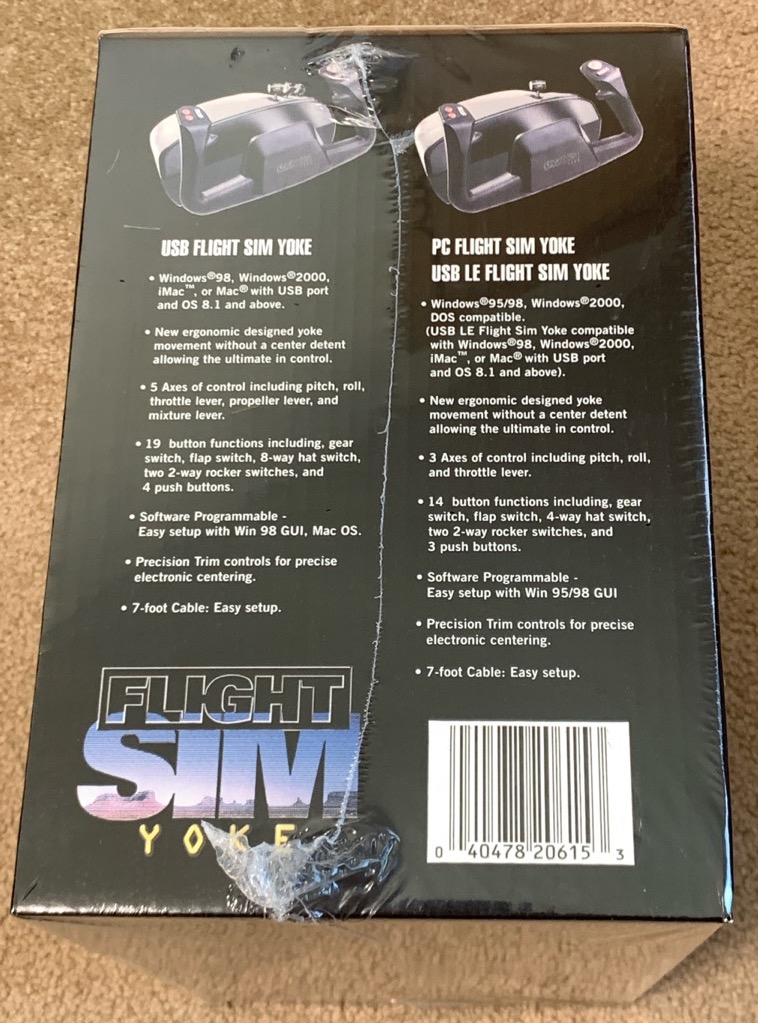 USB FLIGHT SIM YOKE
• Windows®98, Windows®2000,
iMac™, or Mac® with USB port
and OS 8.1 and above.
• New ergonomic designed yoke
movement without a center detent
allowing the ultimate in control.
• 5 Axes of control including pitch, roll,
throttle lever, propeller lever, and
mixture lever.
• 19 button functions including, gear
switch, flap switch, 8-way hat switch,
two 2-way rocker switches, and
4 push buttons.
• Software Programmable -
Easy setup with Win 98 GUI, Mac OS.
• Precision Trim controls for precise
electronic centering.
• 7-foot Cable: Easy setup.
FLIGHT
SIM
YOKE
PC FLIGHT SIM YOKE
USB LE FLIGHT SIM YOKE
• Windows®95/98, Windows®2000,
DOS compatible.
(USB LE Flight Sim Yoke compatible
with Windows®98, Windows®2000,
iMac™, or Mac® with USB port
and OS 8.1 and above).
• New ergonomic designed yoke
movement without a center detent
allowing the ultimate in control.
• 3 Axes of control including pitch, roll,
and throttle lever.
• 14 button functions including, gear
switch, flap switch, 4-way hat switch,
two 2-way rocker switches, and
3 push buttons.
• Software Programmable -
Easy setup with Win 95/98 GUI
• Precision Trim controls for precise
electronic centering.
• 7-foot Cable: Easy setup.
0 40478 20615 3